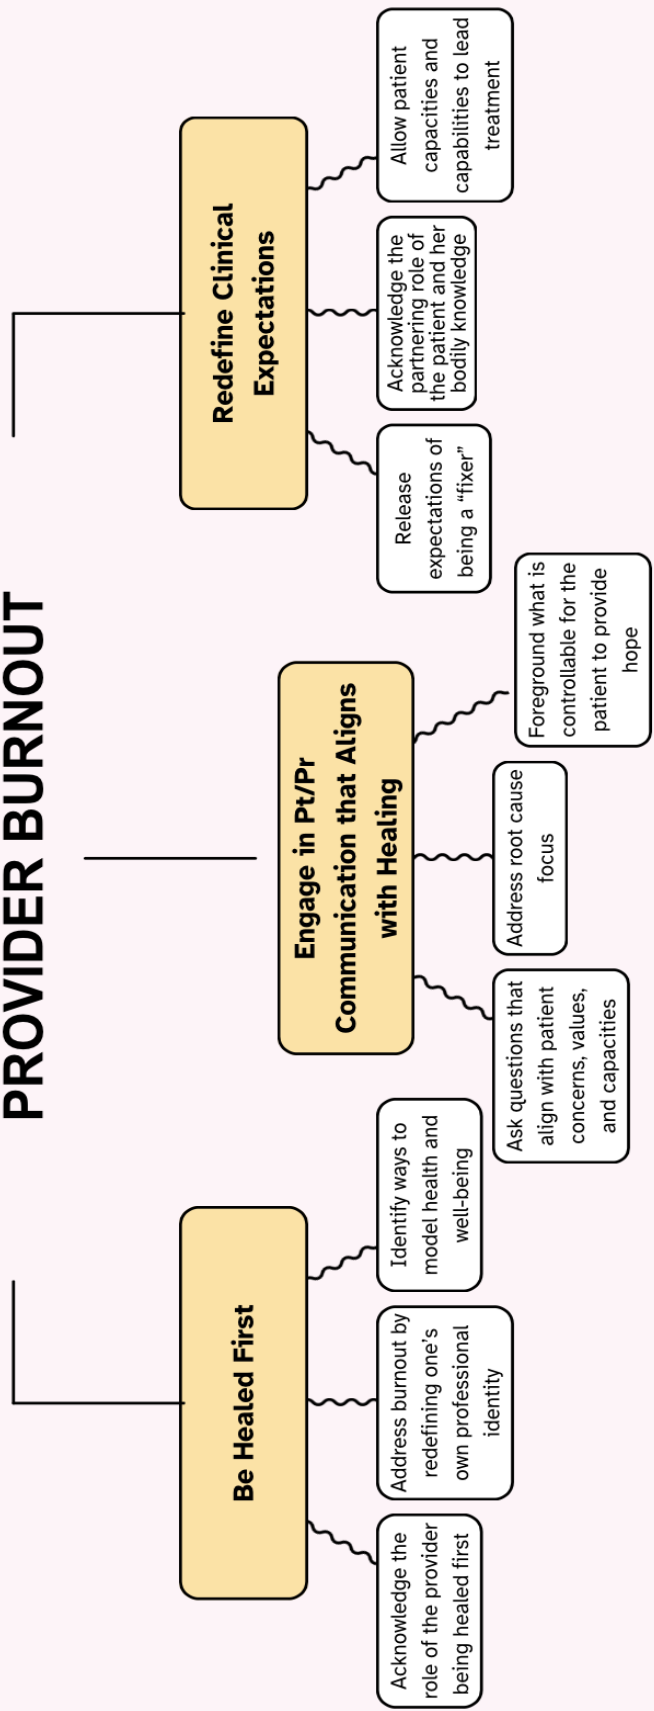 PROVIDER BURNOUT
Be Healed First
Acknowledge the
role of the provider
being healed first
Address burnout by
redefining one's
own professional
identity
Identify ways to
model health and
well-being
Engage in Pt/Pr
Communication that Aligns
with Healing
Ask questions that
align with patient
concerns, values,
and capacities
Address root cause
focus
Foreground what is
controllable for the
patient to provide
hope
Redefine Clinical
Expectations
Release
expectations of
being a “fixer”
Acknowledge the
partnering role of
the patient and her
bodily knowledge
Allow patient
capacities and
capabilities to lead
treatment